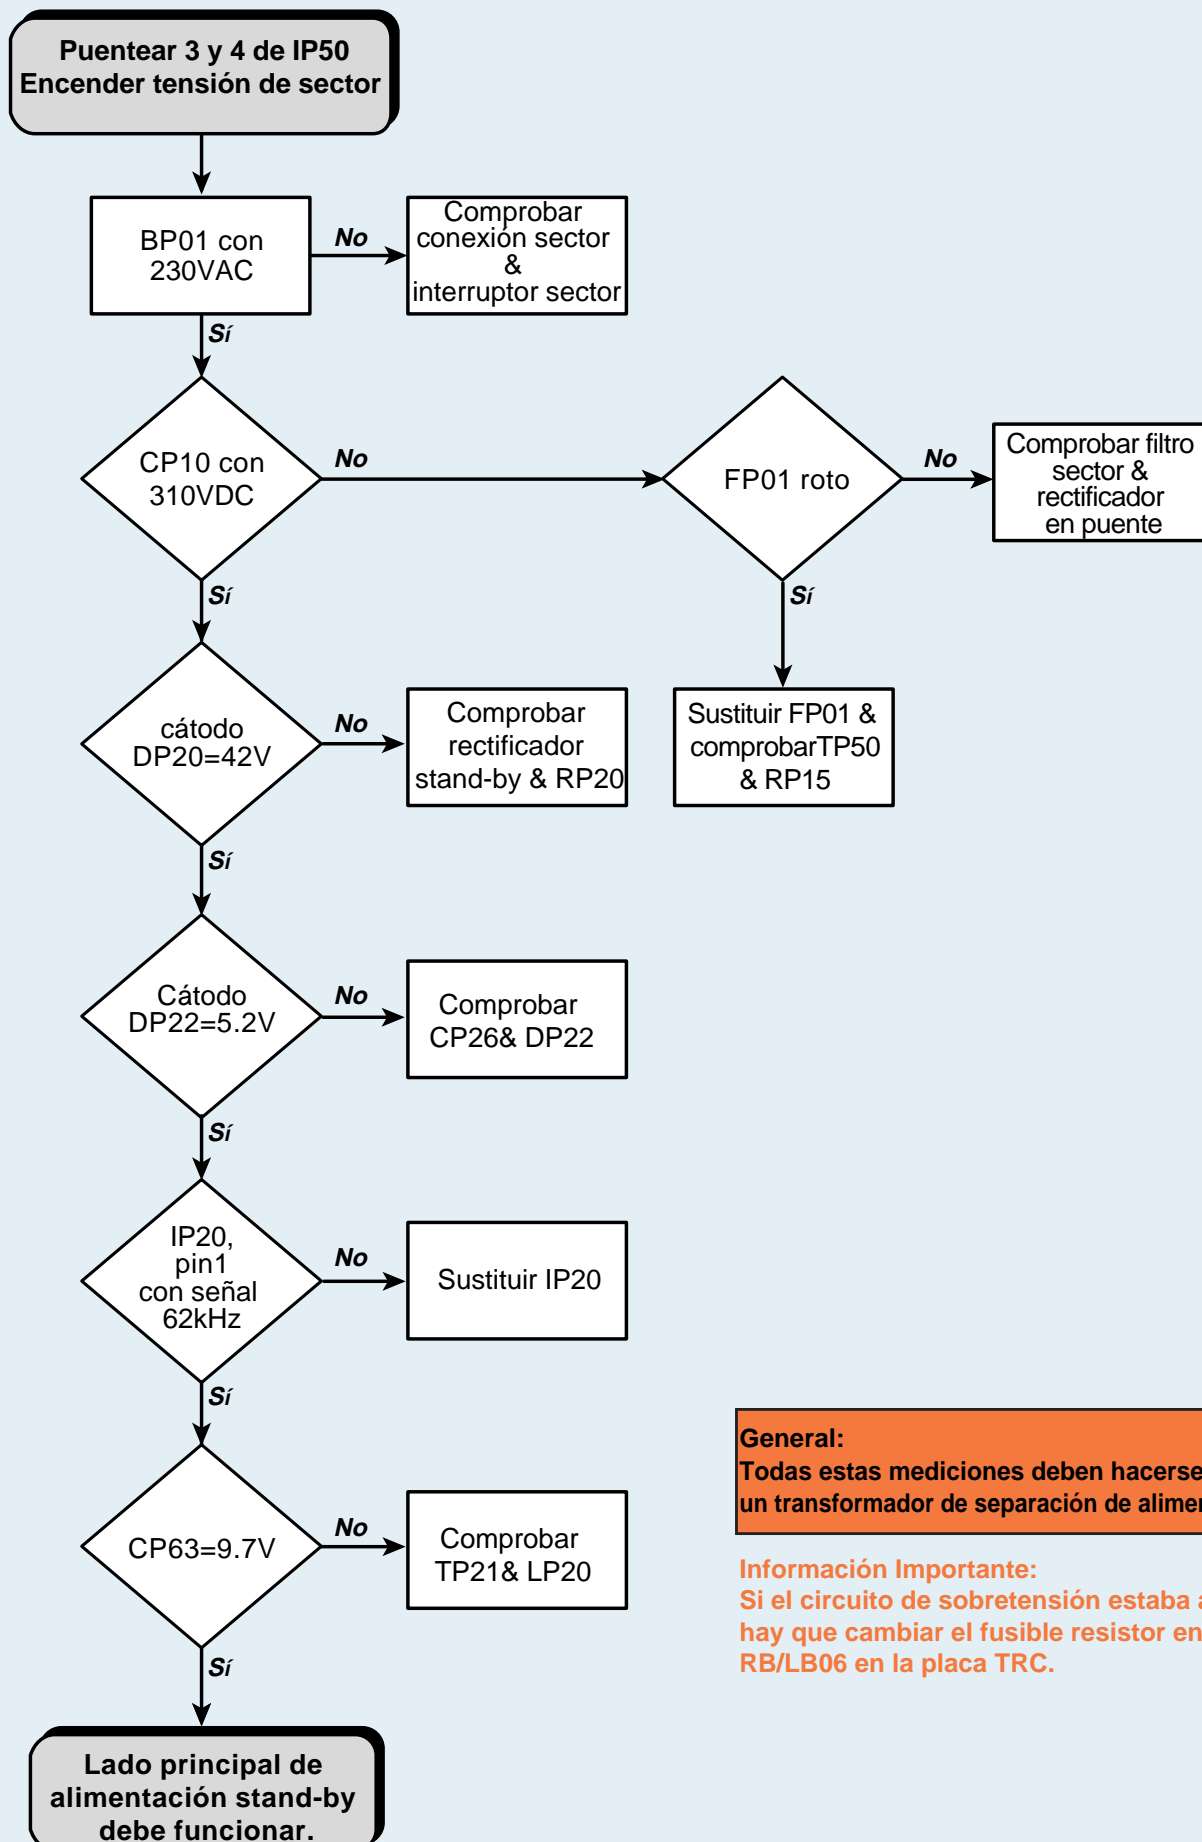 Puentear 3 y 4 de IP50
Encender tensión de sector
BP01 con
230VAC
No
Comprobar
conexión sector
&
interruptor sector
Sí
CP10 con
310VDC
No
FP01 roto
No
Comprobar filtro
sector &
rectificador
en puente
Sí
Sí
cátodo
DP20=42V
No
Comprobar
rectificador
stand-by & RP20
Sustituir FP01 &
comprobarTP50
& RP15
Sí
Cátodo
DP22=5.2V
No
Comprobar
CP26& DP22
Sí
IP20,
pin1
con señal
62kHz
No
Sustituir IP20
Sí
CP63=9.7V
No
Comprobar
TP21& LP20
General:
Todas estas mediciones deben hacerse
un transformador de separación de
Información Importante:
Si el circuito de sobretensión estaba
hay que cambiar el fusible resistor en
RB/LB06 en la placa TRC.
Sí
Lado principal de
alimentación stand-by
debe funcionar.